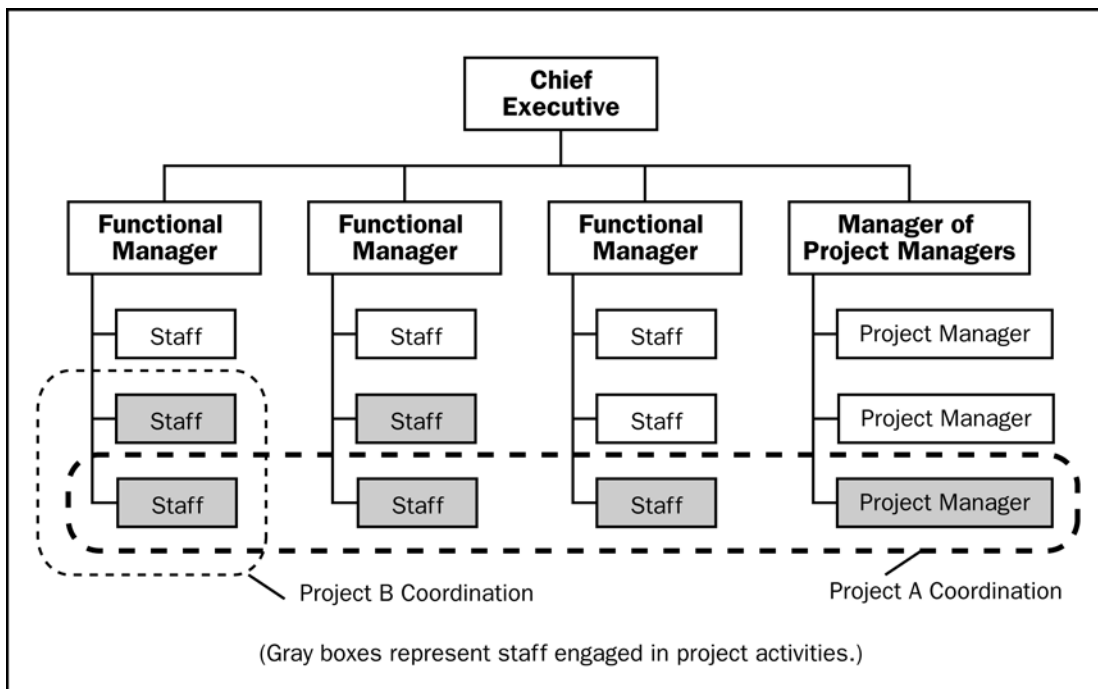 Chief
Executive
Functional
Manager
Functional
Manager
Functional
Manager
Manager of
Project Managers
Staff
Staff
Staff
Project Manager
Staff
Staff
Staff
Project Manager
Staff
Staff
Staff
Project Manager
Project B Coordination
Project A Coordination
(Gray boxes represent staff engaged in project activities.)